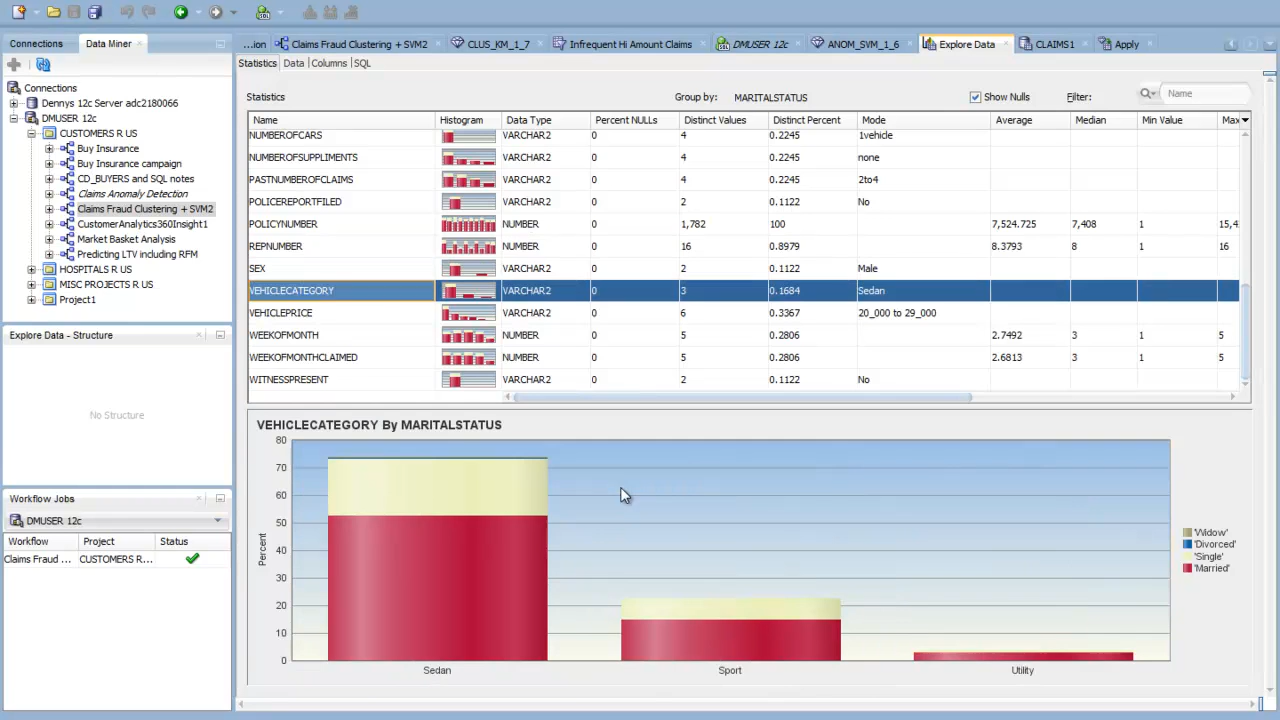 ...ion Claims Fraud Clustering + SVM2 CLUS_KM_1_7 Infrequent Hi Amount Claims DMUSER 12c ANOM_SVM_1_6 Explore Data CLAIMS1 Apply
Connections Data Miner
Connections
Dennys 12c Server adc2180066
DMUSER 12c
CUSTOMERS R US
Buy Insurance
Buy Insurance campaign
CD_BUYERS and SQL notes
Claims Anomaly Detection
Claims Fraud Clustering + SVM2
CustomerAnalytics360Insight1
Market Basket Analysis
Predicting LTV including RFM
HOSPITALS R US
MISC PROJECTS R US
Project1
Explore Data - Structure
No Structure
Workflow Jobs
DMUSER 12c
Workflow Project Status
Claims Fraud ... CUSTOMERS R...
Statistics Data Columns SQL
Statistics Group by: MARITALSTATUS Show Nulls Filter: Name
Name Histogram Data Type Percent NULLs Distinct Values Distinct Percent Mode Average Median Min Value Max
NUMBEROFCARS VARCHAR2 0 4 0.2245 1vehicle
NUMBEROFSUPPLIMENTS VARCHAR2 0 4 0.2245 none
PASTNUMBEROFCLAIMS VARCHAR2 0 4 0.2245 2to4
POLICEREPORTFILED VARCHAR2 0 2 0.1122 No
POLICYNUMBER NUMBER 0 1,782 100 7,524.725 7,408 1 15,4
REPNUMBER NUMBER 0 16 0.8979 8.3793 8 1 16
SEX VARCHAR2 0 2 0.1122 Male
VEHICLECATEGORY VARCHAR2 0 3 0.1684 Sedan
VEHICLEPRICE VARCHAR2 0 6 0.3367 20_000 to 29_000
WEEKOFMONTH NUMBER 0 5 0.2806 2.7492 3 1 5
WEEKOFMONTHCLAIMED NUMBER 0 5 0.2806 2.6813 3 1 5
WITNESSPRESENT VARCHAR2 0 2 0.1122 No
VEHICLECATEGORY By MARITALSTATUS
80
70
60
50
40
30
20
10
0
Percent
Sedan Sport Utility
'Widow'
'Divorced'
'Single'
'Married'